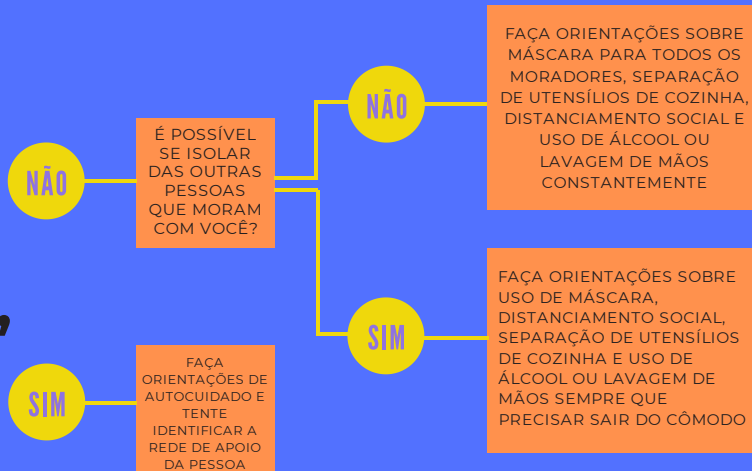 NÃO
É POSSÍVEL
SE ISOLAR
DAS OUTRAS
PESSOAS
QUE MORAM
COM VOCÊ?
NÃO
FAÇA ORIENTAÇÕES SOBRE
MÁSCARA PARA TODOS OS
MORADORES, SEPARAÇÃO
DE UTENSÍLIOS DE COZINHA,
DISTANCIAMENTO SOCIAL E
USO DE ÁLCOOL OU
LAVAGEM DE MÃOS
CONSTANTEMENTE
SIM
FAÇA ORIENTAÇÕES SOBRE
USO DE MÁSCARA,
DISTANCIAMENTO SOCIAL,
SEPARAÇÃO DE UTENSÍLIOS
DE COZINHA E USO DE
ÁLCOOL OU LAVAGEM DE
MÃOS SEMPRE QUE
PRECISAR SAIR DO CÔMODO
SIM
FAÇA
ORIENTAÇÕES DE
AUTOCUIDADO E
TENTE
IDENTIFICAR A
REDE DE APOIO
DA PESSOA